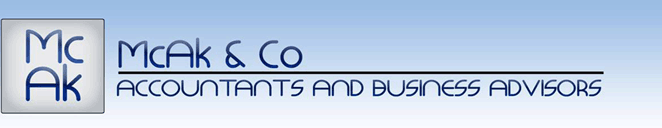 Mc
Ak
McAk & Co
ACCOUNTANTS AND BUSINESS ADVISORS